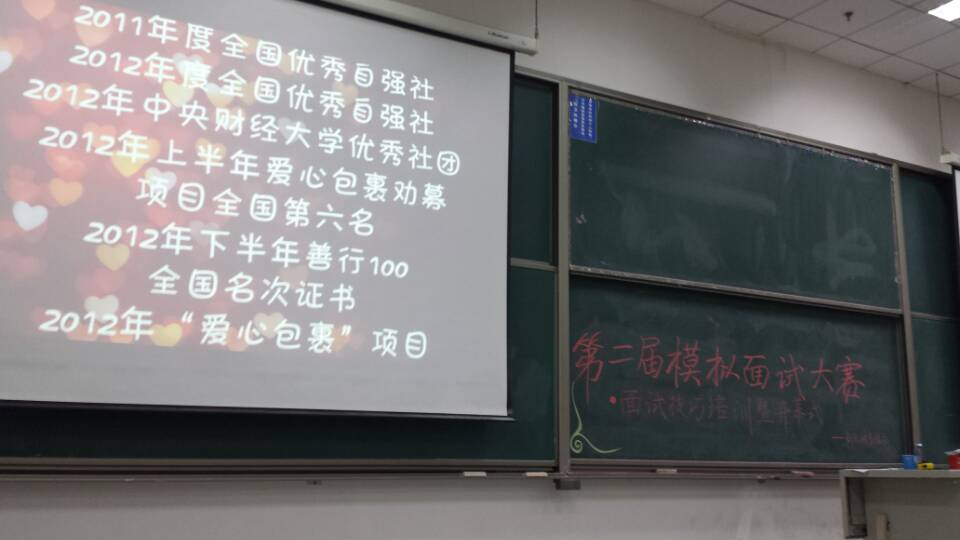 2011年度全国优秀自强社
2012年度全国优秀自强社
2012年中央财经大学优秀社团
2012年上半年爱心包裹劝募
项目全国第六名
2012年下半年善行100
全国名次证书
2012年“爱心包裹”项目
第二届模拟面试大赛
•面试技巧培训暨开幕式